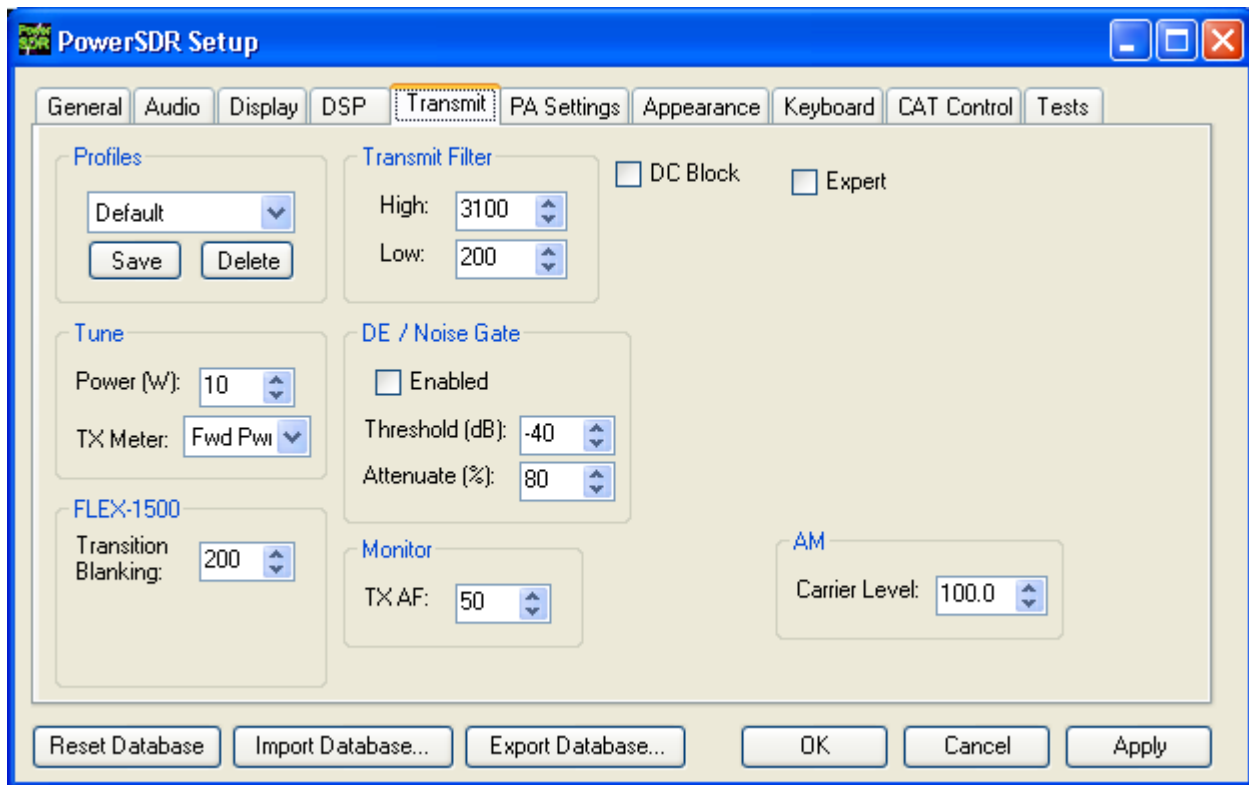 Power SDR PowerSDR Setup
General Audio Display DSP Transmit PA Settings Appearance Keyboard CAT Control Tests
Profiles
Default
Save Delete
Transmit Filter
High: 3100
Low: 200
DC Block
Expert
Tune
Power (W): 10
TX Meter: Fwd Pwr
DE / Noise Gate
Enabled
Threshold (dB): -40
Attenuate (%): 80
FLEX-1500
Transition
Blanking: 200
Monitor
TX AF: 50
AM
Carrier Level: 100.0
Reset Database Import Database... Export Database... OK Cancel Apply